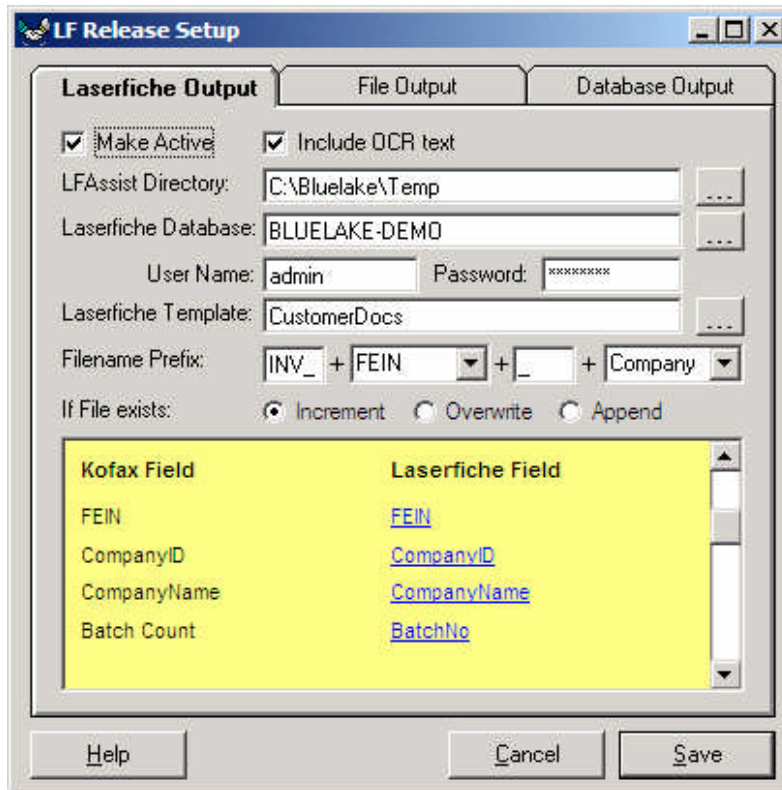 LF Release Setup
Laserfiche Output File Output Database Output
Make Active Include OCR text
LFAssist Directory: C:\Bluelake\Temp ...
Laserfiche Database: BLUELAKE-DEMO ...
User Name: admin Password: ********
Laserfiche Template: CustomerDocs ...
Filename Prefix: INV_ + FEIN + _ + Company
If File exists: Increment Overwrite Append
Kofax Field Laserfiche Field
FEIN FEIN
CompanyID CompanyID
CompanyName CompanyName
Batch Count BatchNo
Help Cancel Save